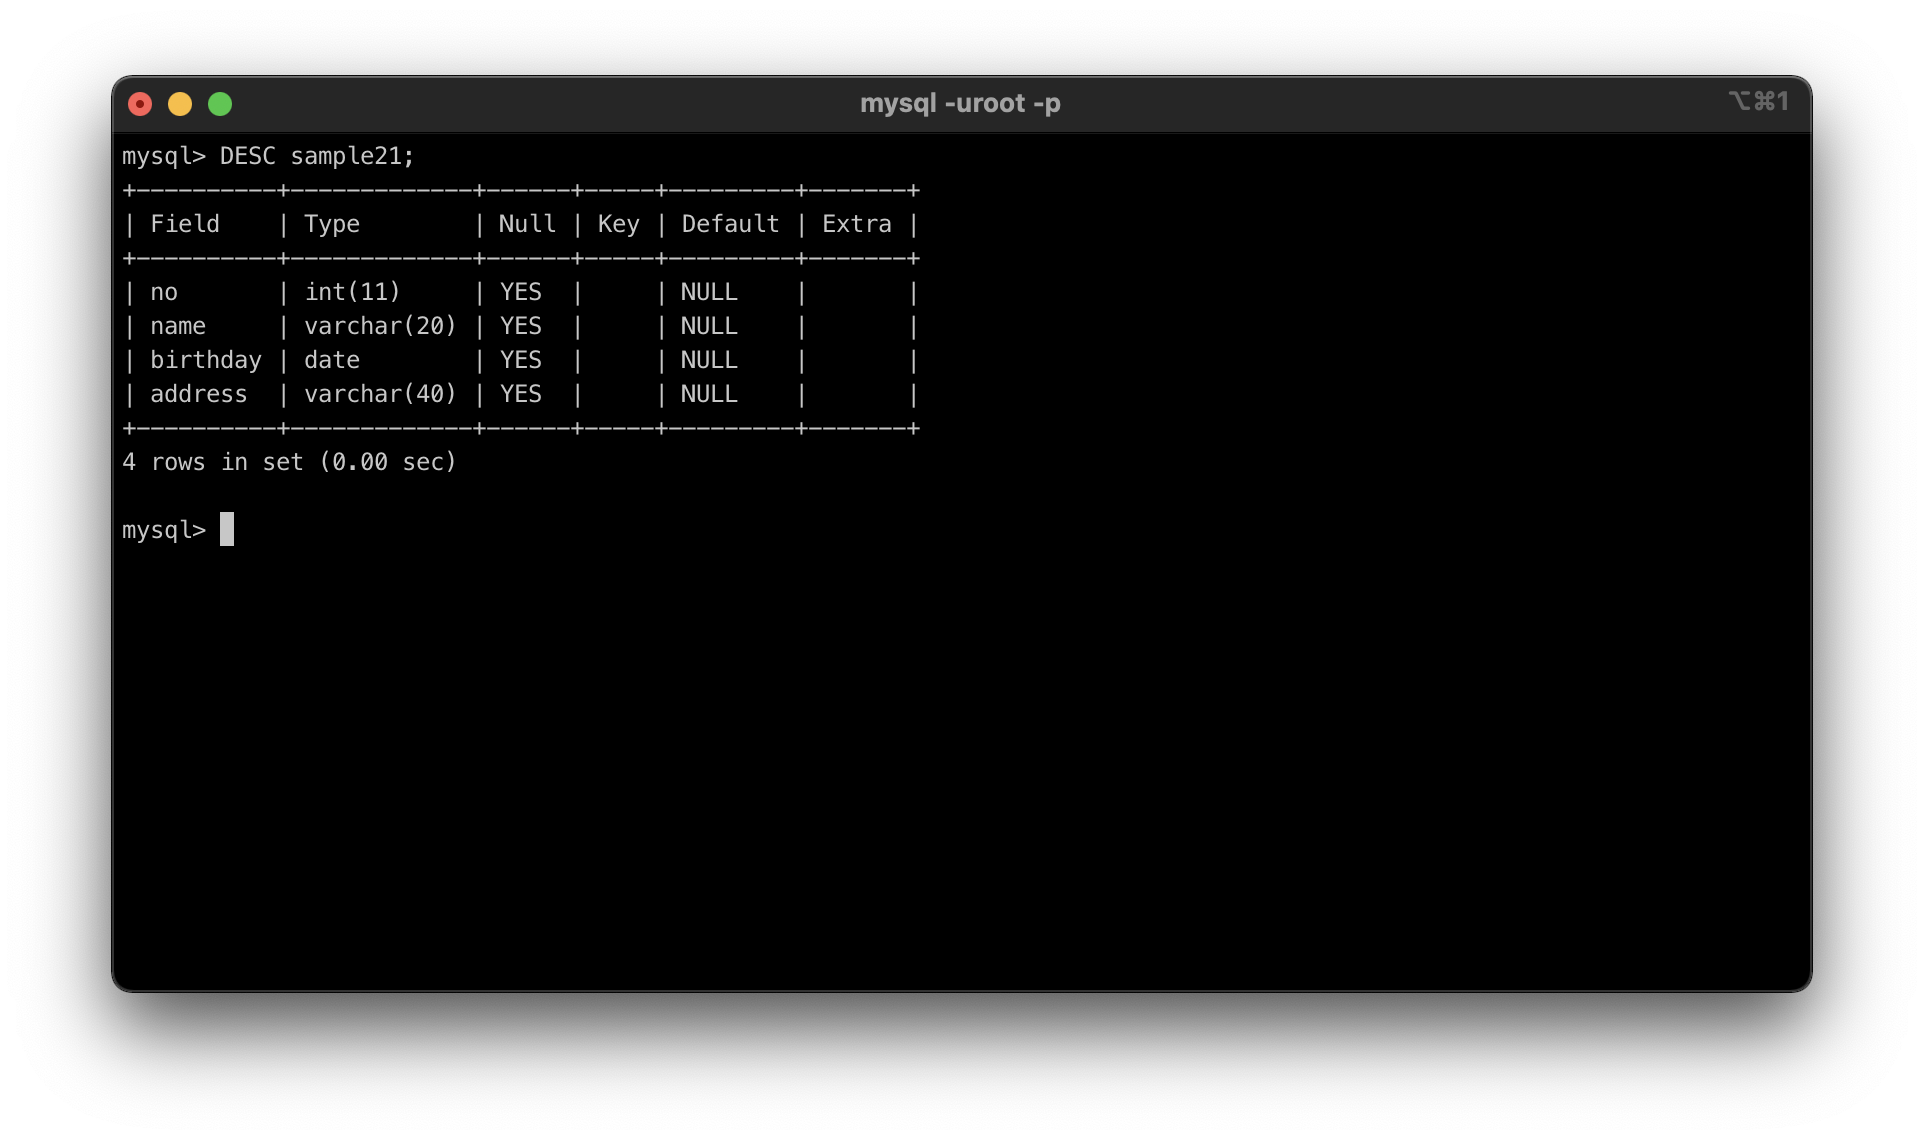 mysql -uroot -p
⌥⌘1
mysql> DESC sample21;
+----------+-------------+------+-----+---------+-------+
| Field    | Type        | Null | Key | Default | Extra |
+----------+-------------+------+-----+---------+-------+
| no       | int(11)     | YES  |     | NULL    |       |
| name     | varchar(20) | YES  |     | NULL    |       |
| birthday | date        | YES  |     | NULL    |       |
| address  | varchar(40) | YES  |     | NULL    |       |
+----------+-------------+------+-----+---------+-------+
4 rows in set (0.00 sec)
mysql>